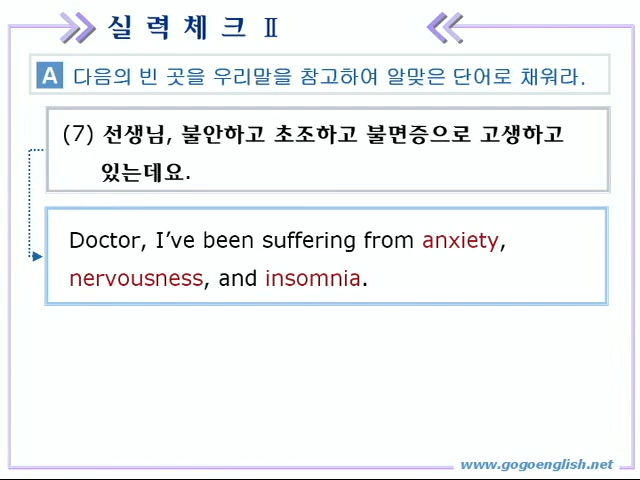 실 력 체 크 Ⅱ
A 다음의 빈 곳을 우리말을 참고하여 알맞은 단어로 채워라.
(7) 선생님, 불안하고 초조하고 불면증으로 고생하고
있는데요.
Doctor, I’ve been suffering from anxiety,
nervousness, and insomnia.
www.gogoenglish.net